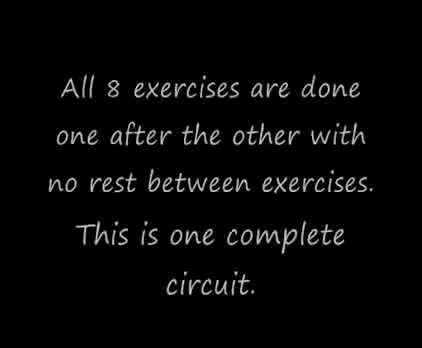 All 8 exercises are done
one after the other with
no rest between exercises.
This is one complete
circuit.